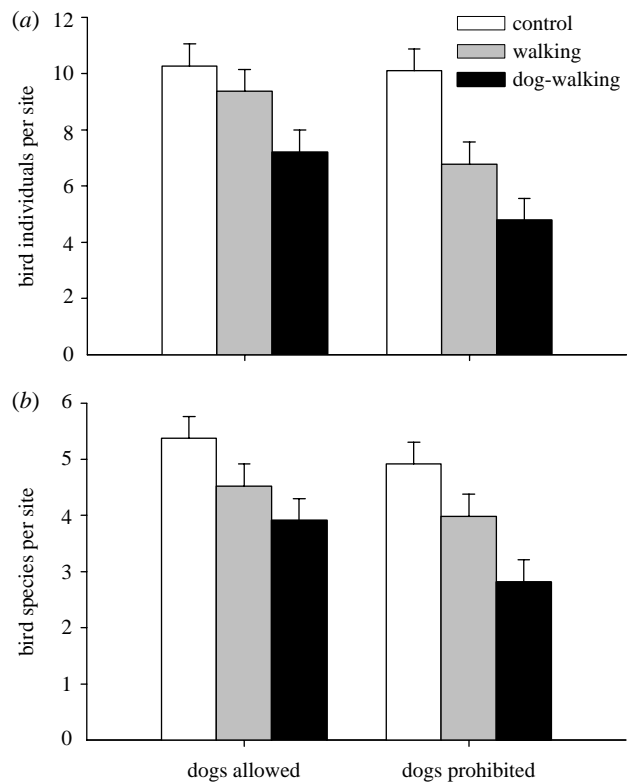 (a)
12
10
8
6
4
2
0
bird individuals per site
control
walking
dog-walking
(b)
6
5
4
3
2
1
0
bird species per site
dogs allowed
dogs prohibited